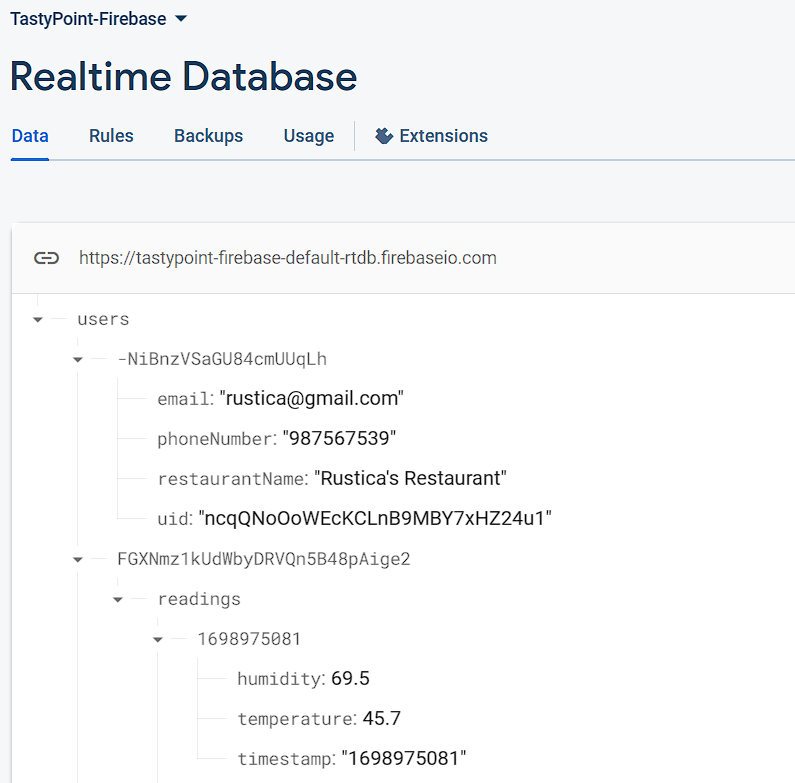 TastyPoint-Firebase
Realtime Database
Data Rules Backups Usage Extensions
https://tastypoint-firebase-default-rtdb.firebaseio.com
users
-NiBnzVSaGU84cmUUqLh
email: "rustica@gmail.com"
phoneNumber: "987567539"
restaurantName: "Rustica's Restaurant"
uid: "ncqQNoOoWEcKCLnB9MBY7xHZ24u1"
FGXNmz1kUdWbyDRVQn5B48pAige2
readings
1698975081
humidity: 69.5
temperature: 45.7
timestamp: "1698975081"